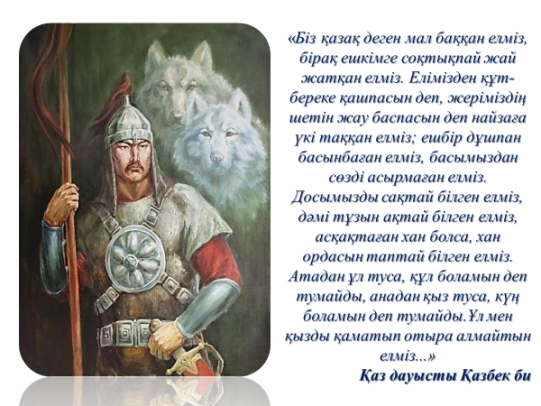 «Біз қазақ деген мал баққан елміз,
бірақ ешкімге соқтықпай жай
жатқан елміз. Елімізден құт-
береке қашпасын деп, жеріміздің
шетін жау баспасын деп найзаға
үкі таққан елміз; ешбір дұшпан
басынбаған елміз, басымыздан
сөзді асырмаған елміз.
Досымызды сақтай білген елміз,
дәмі тұзын ақтай білген елміз,
асқақтаған хан болса, хан
ордасын таптай білген елміз.
Атадан ұл туса, құл боламын деп
тумайды, анадан қыз туса, күң
боламын деп тумайды.Ұл мен
қызды қаматып отыра алмайтын
елміз...»
Қаз дауысты Қазбек би